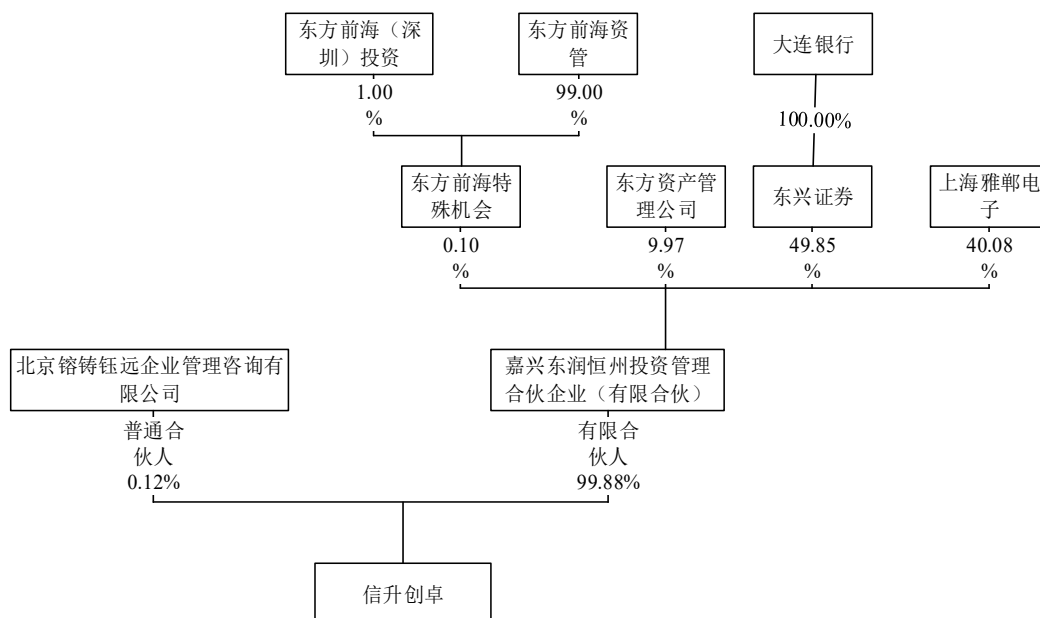 东方前海（深
圳）投资
东方前海资
管
大连银行
1.00
%
99.00
%
100.00%
东方前海特
殊机会
东方资产管
理公司
东兴证券
上海雅郸电
子
0.10
%
9.97
%
49.85
%
40.08
%
北京镕铸钰远企业管理咨询有
限公司
嘉兴东润恒州投资管理
合伙企业（有限合伙）
普通合
伙人
0.12%
有限合
伙人
99.88%
信升创卓